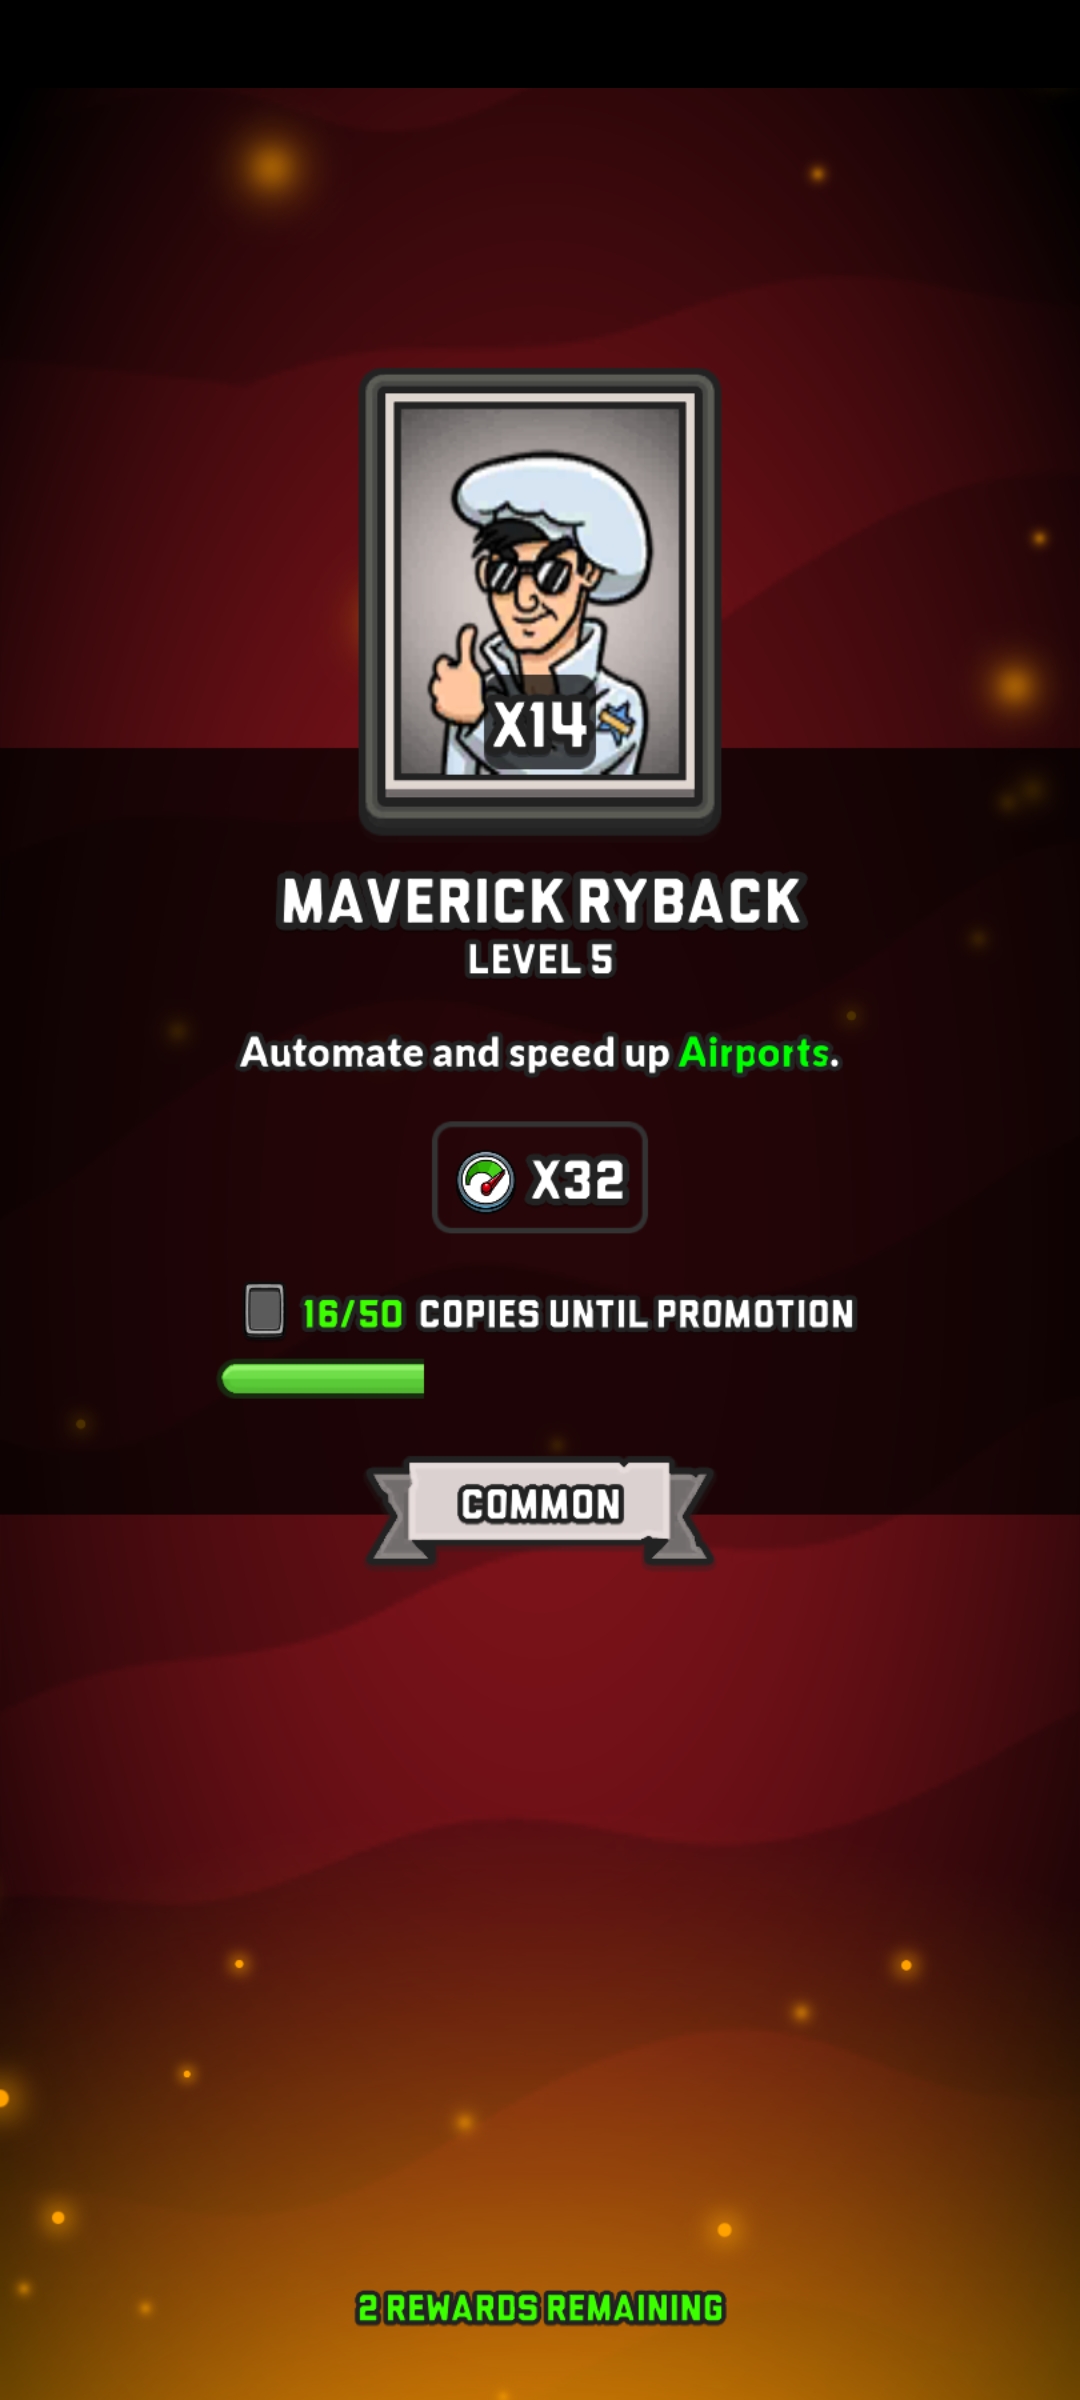 X14
MAVERICK RYBACK
LEVEL 5
Automate and speed up Airports.
X32
16/50 COPIES UNTIL PROMOTION
COMMON
2 REWARDS REMAINING